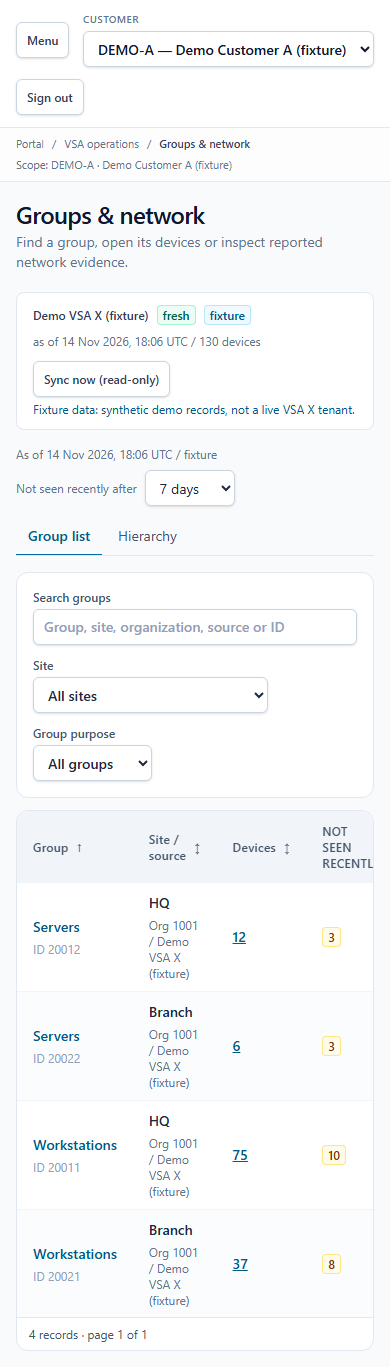 CUSTOMER
Menu
DEMO-A — Demo Customer A (fixture)
Sign out
Portal / VSA operations / Groups & network
Scope: DEMO-A · Demo Customer A (fixture)
Groups & network
Find a group, open its devices or inspect reported
network evidence.
Demo VSA X (fixture) fresh fixture
as of 14 Nov 2026, 18:06 UTC / 130 devices
Sync now (read-only)
Fixture data: synthetic demo records, not a live VSA X tenant.
As of 14 Nov 2026, 18:06 UTC / fixture
Not seen recently after 7 days
Group list Hierarchy
Search groups
Group, site, organization, source or ID
Site
All sites
Group purpose
All groups
Group ↑
Site /
source ↕
Devices ↕
NOT
SEEN
RECENTL
Servers
ID 20012
HQ
Org 1001
/ Demo
VSA X
(fixture)
12
3
Servers
ID 20022
Branch
Org 1001
/ Demo
VSA X
(fixture)
6
3
Workstations
ID 20011
HQ
Org 1001
/ Demo
VSA X
(fixture)
75
10
Workstations
ID 20021
Branch
Org 1001
/ Demo
VSA X
(fixture)
37
8
4 records · page 1 of 1